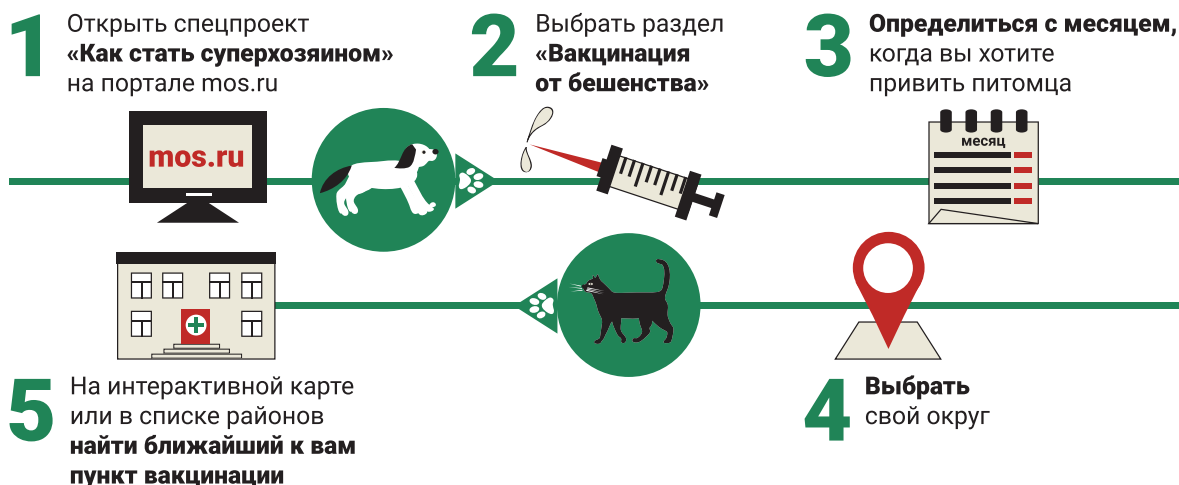 1
Открыть спецпроект
«Как стать суперхозяином»
на портале mos.ru
2
Выбрать раздел
«Вакцинация
от бешенства»
3
Определиться с месяцем,
когда вы хотите
привить питомца
mos.ru
месяц
4
Выбрать
свой округ
5
На интерактивной карте
или в списке районов
найти ближайший к вам
пункт вакцинации